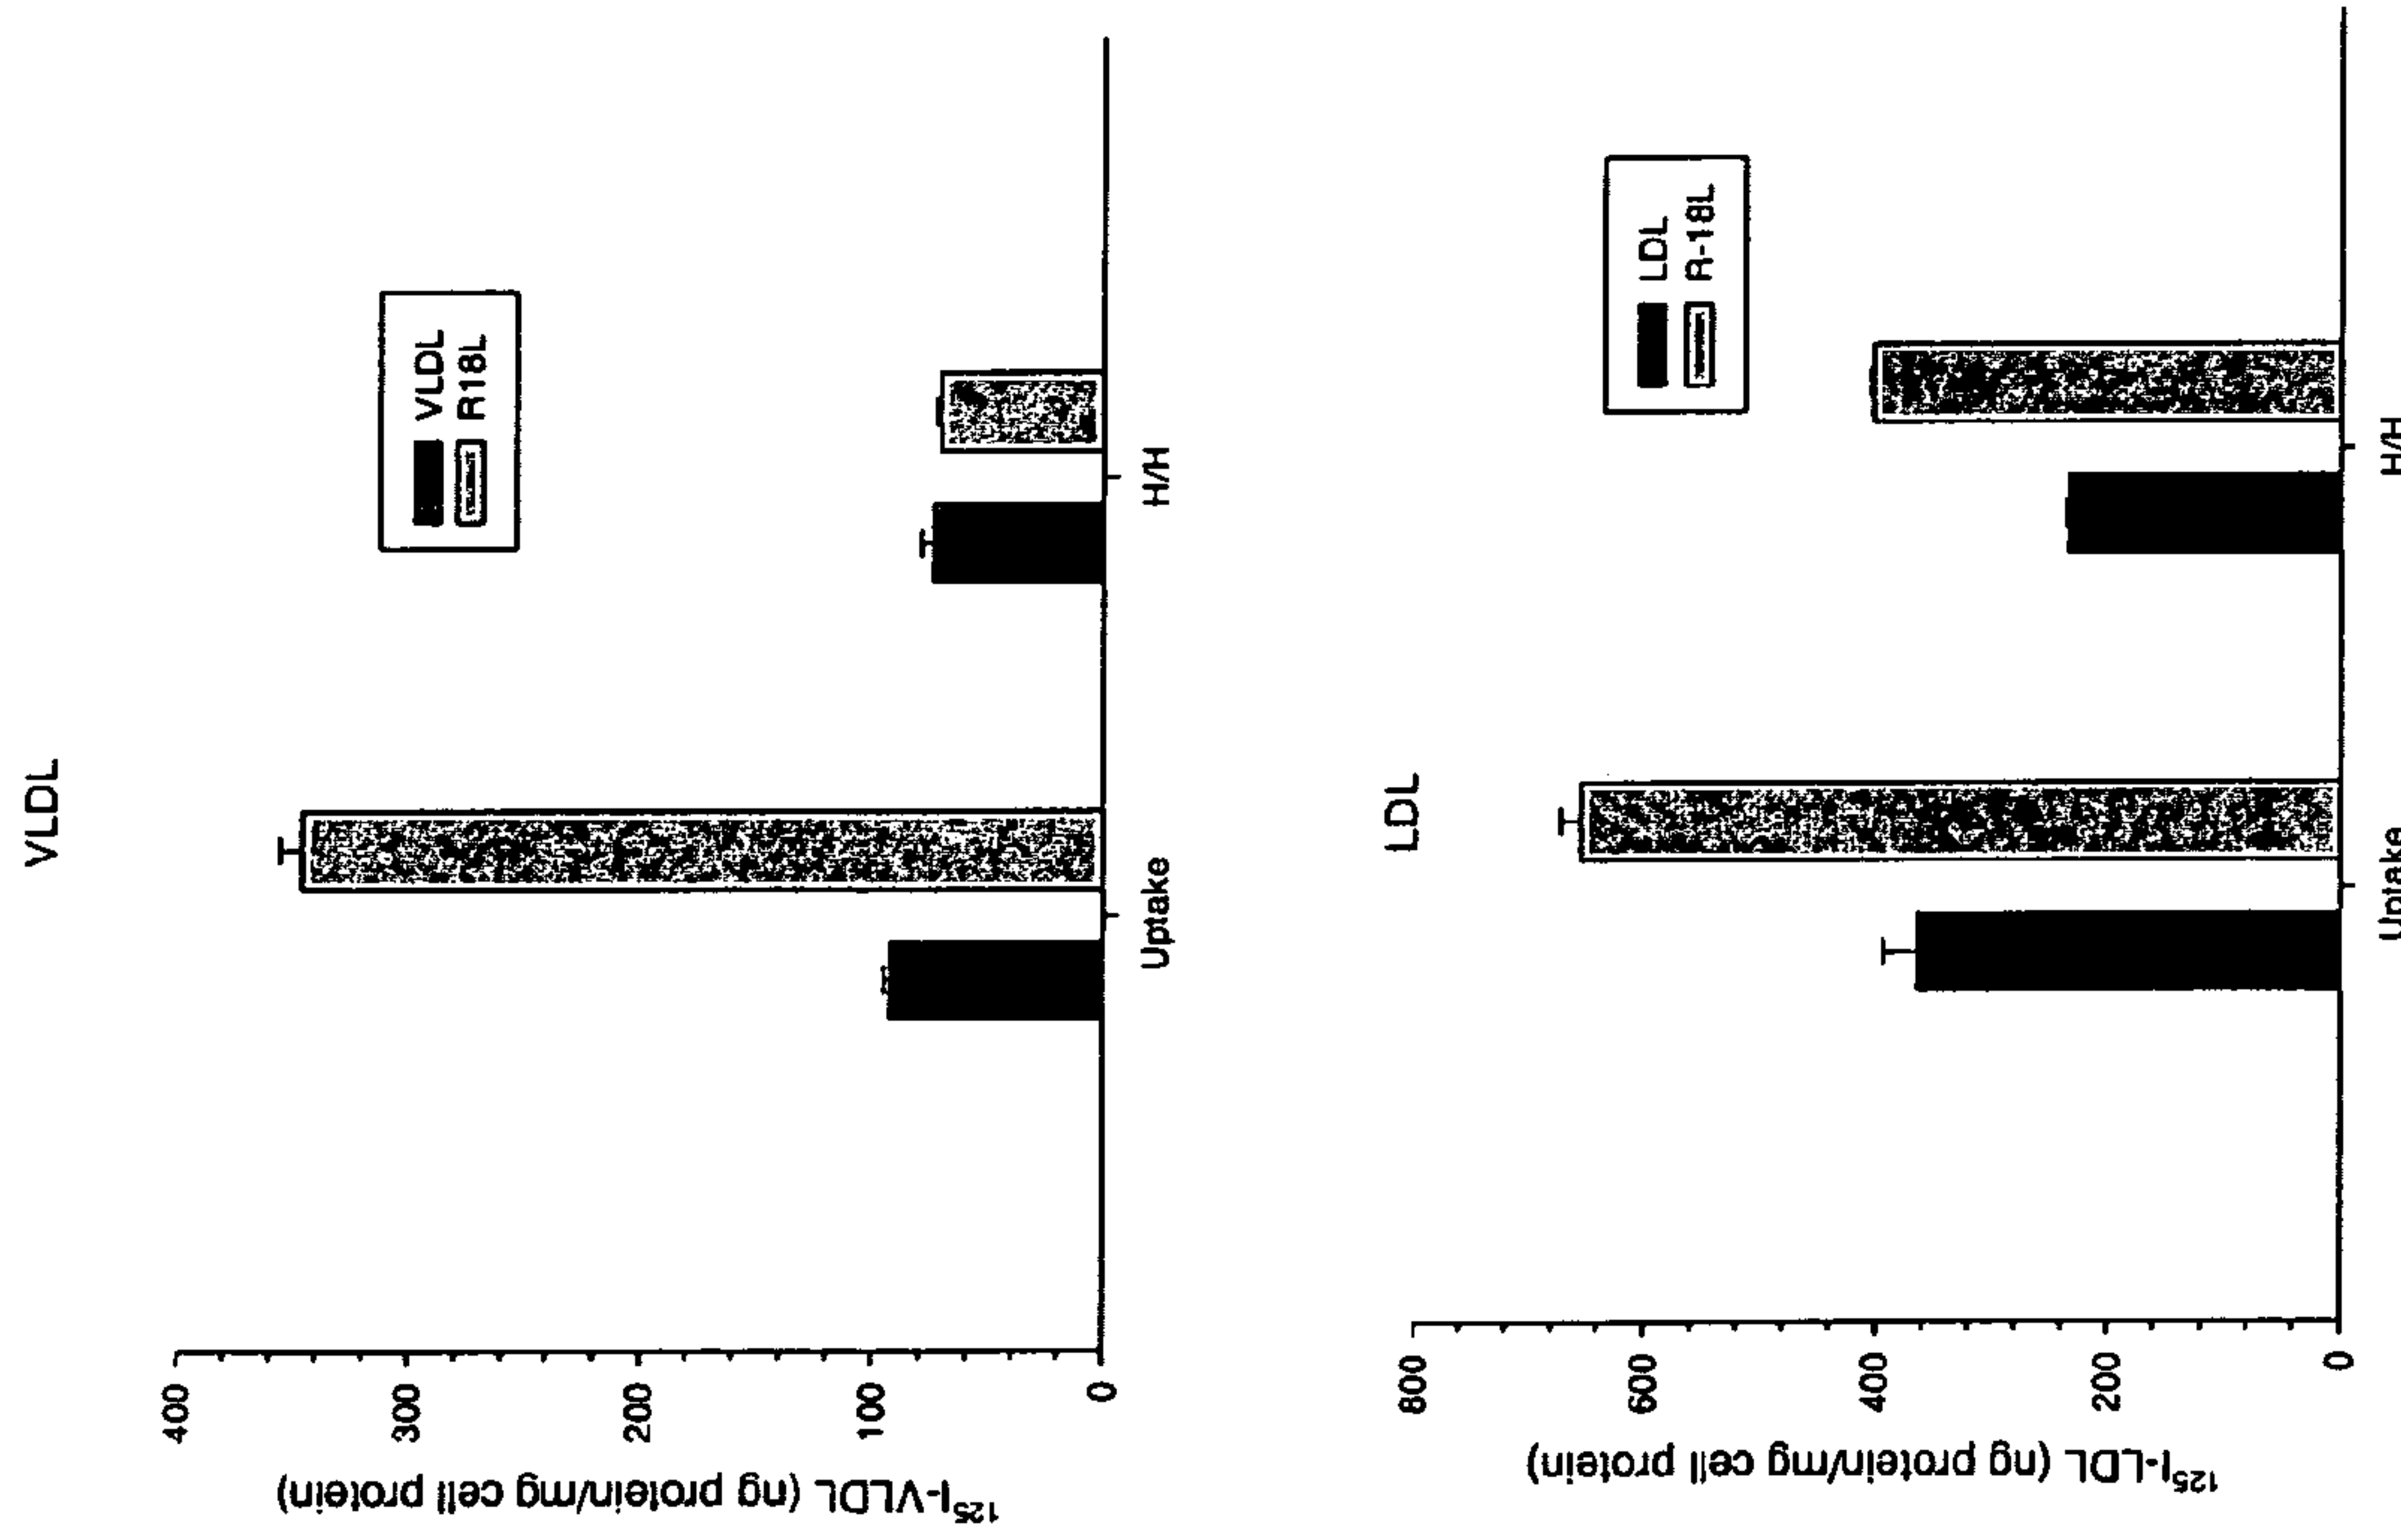 VLDL
¹²⁵I-VLDL (ng protein/mg cell protein)
400
300
200
100
0
VLDL
R18L
Uptake
H/H
LDL
¹²⁵I-LDL (ng protein/mg cell protein)
800
600
400
200
0
LDL
R-18L
Uptake
H/H